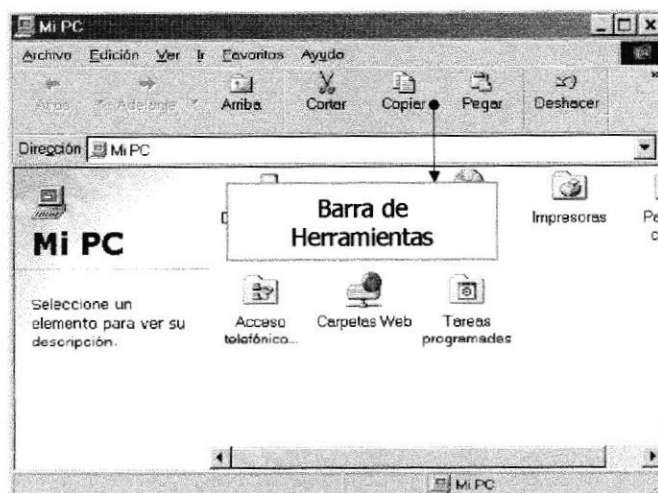 Mi PC
Archivo Edición Ver Ir Favoritos Ayuda
Atrás Adelante Arriba Cortar Copiar Pegar Deshacer »
Dirección Mi PC
Barra de
Herramientas
Impresoras
Mi PC
Seleccione un
elemento para ver su
descripción.
Acceso
telefónico...
Carpetas Web
Tareas
programadas
Mi PC